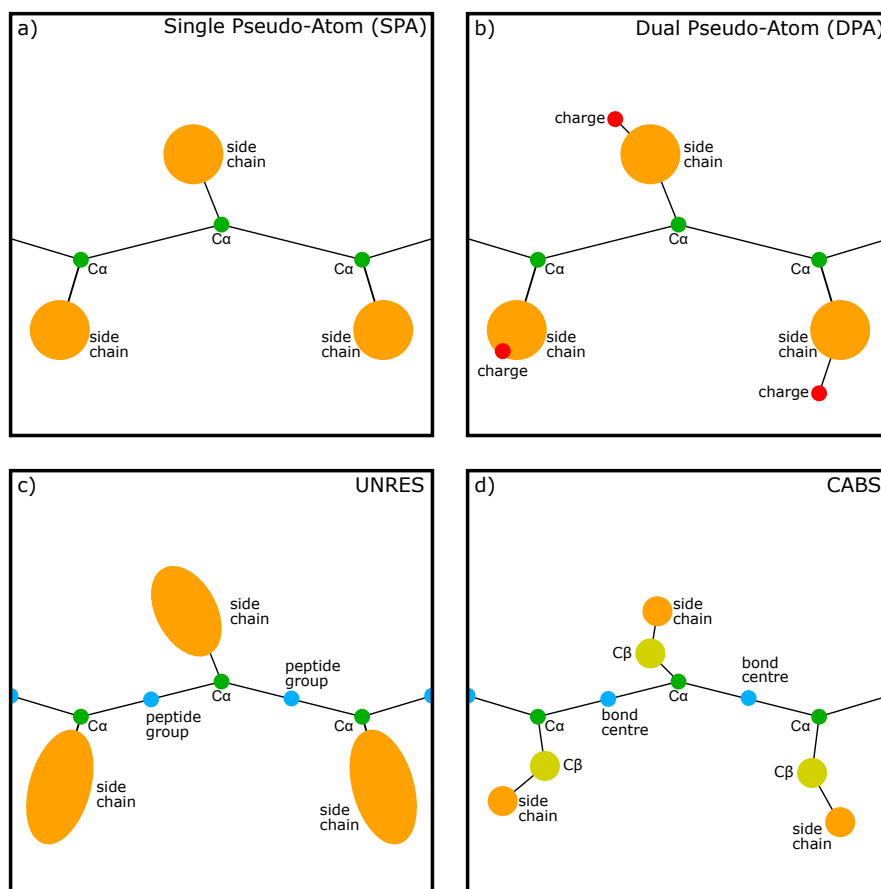 a)
Single Pseudo-Atom (SPA)
side
chain
Cα
Cα
Cα
side
chain
side
chain
b)
Dual Pseudo-Atom (DPA)
charge
side
chain
Cα
Cα
Cα
side
chain
charge
side
chain
charge
c)
UNRES
side
chain
peptide
group
Cα
Cα
peptide
group
Cα
side
chain
side
chain
d)
CABS
side
chain
Cβ
bond
centre
Cα
Cα
bond
centre
Cα
Cβ
side
chain
Cβ
side
chain